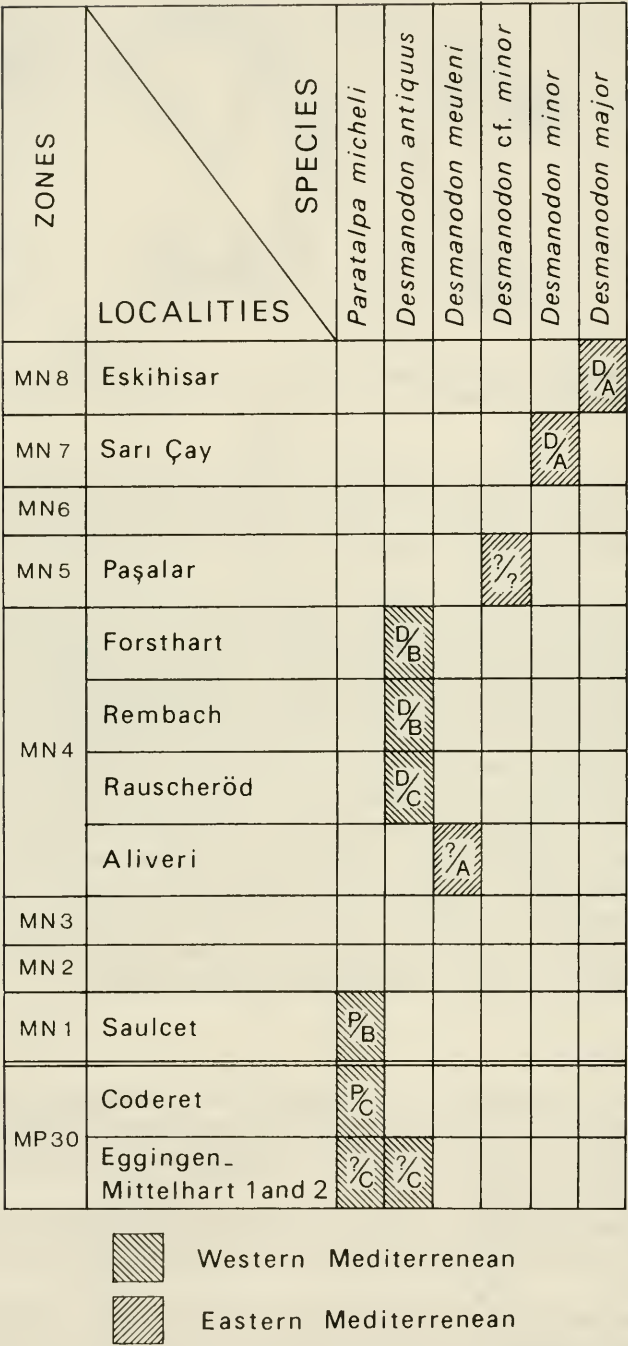 ZONES
SPECIES
LOCALITIES
Paratalpa micheli
Desmanodon antiquus
Desmanodon meuleni
Desmanodon cf. minor
Desmanodon minor
Desmanodon major
MN8 Eskihisar D/A
MN7 Sarı Çay D/A
MN6
MN5 Paşalar ?/?
MN4
Forsthart D/B
Rembach D/B
Rauscheröd D/C
Aliveri ?/A
MN3
MN2
MN1 Saulcet P/B
MP30
Coderet P/C
Eggingen-
Mittelhart 1and 2 ?/C ?/C
Western Mediterrenean
Eastern Mediterrenean